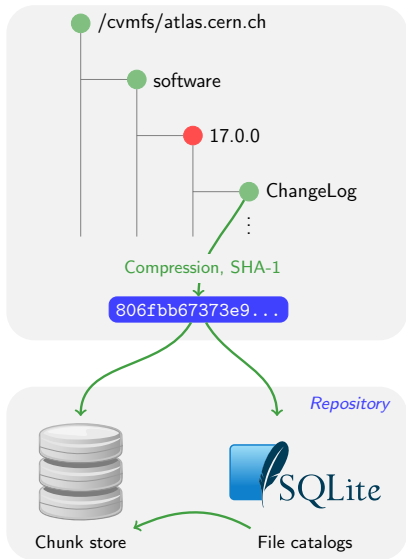 /cvmfs/atlas.cern.ch
software
17.0.0
ChangeLog
⋮
Compression, SHA-1
806fbb67373e9...
Repository
SQLite
Chunk store
File catalogs